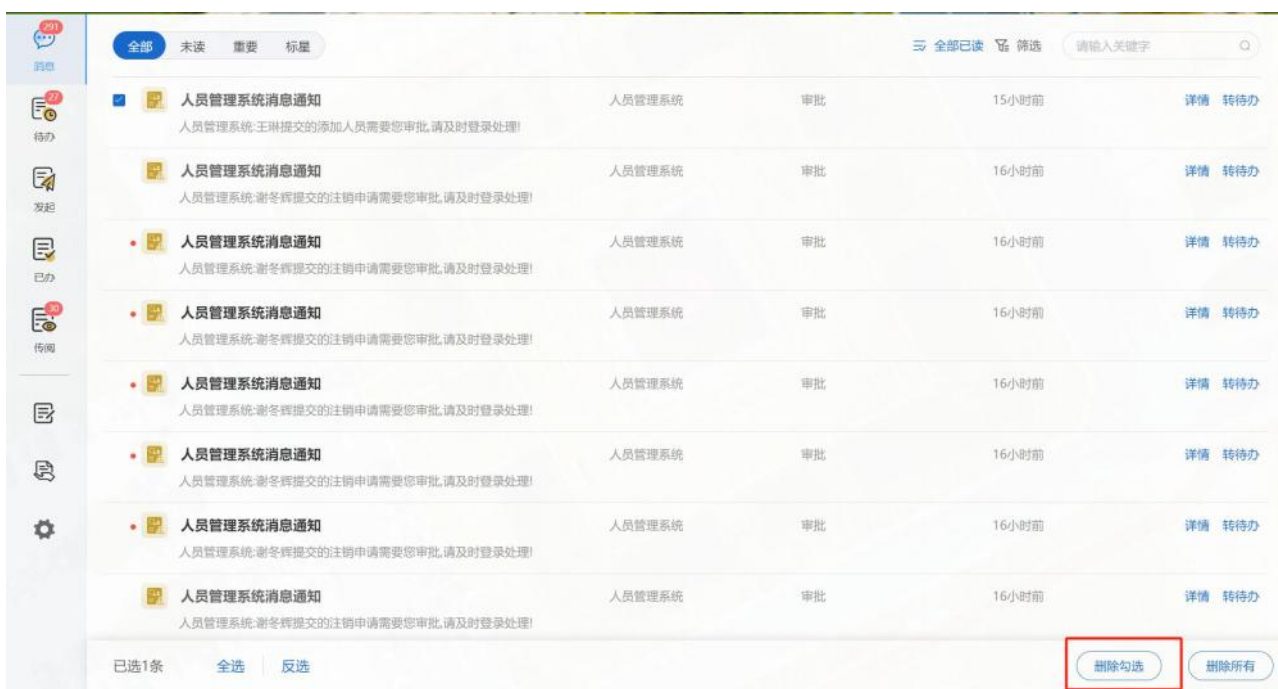 291
消息
27
待办
发起
已办
30
传阅
全部 未读 重要 标星 全部已读 筛选 请输入关键字
人员管理系统消息通知 人员管理系统 审批 15小时前 详情 转待办
人员管理系统:王琳提交的添加人员需要您审批,请及时登录处理!
人员管理系统消息通知 人员管理系统 审批 16小时前 详情 转待办
人员管理系统:谢冬辉提交的注销申请需要您审批,请及时登录处理!
人员管理系统消息通知 人员管理系统 审批 16小时前 详情 转待办
人员管理系统:谢冬辉提交的注销申请需要您审批,请及时登录处理!
人员管理系统消息通知 人员管理系统 审批 16小时前 详情 转待办
人员管理系统:谢冬辉提交的注销申请需要您审批,请及时登录处理!
人员管理系统消息通知 人员管理系统 审批 16小时前 详情 转待办
人员管理系统:谢冬辉提交的注销申请需要您审批,请及时登录处理!
人员管理系统消息通知 人员管理系统 审批 16小时前 详情 转待办
人员管理系统:谢冬辉提交的注销申请需要您审批,请及时登录处理!
人员管理系统消息通知 人员管理系统 审批 16小时前 详情 转待办
人员管理系统:谢冬辉提交的注销申请需要您审批,请及时登录处理!
人员管理系统消息通知 人员管理系统 审批 16小时前 详情 转待办
人员管理系统:谢冬辉提交的注销申请需要您审批,请及时登录处理!
已选1条 全选 反选 删除勾选 删除所有